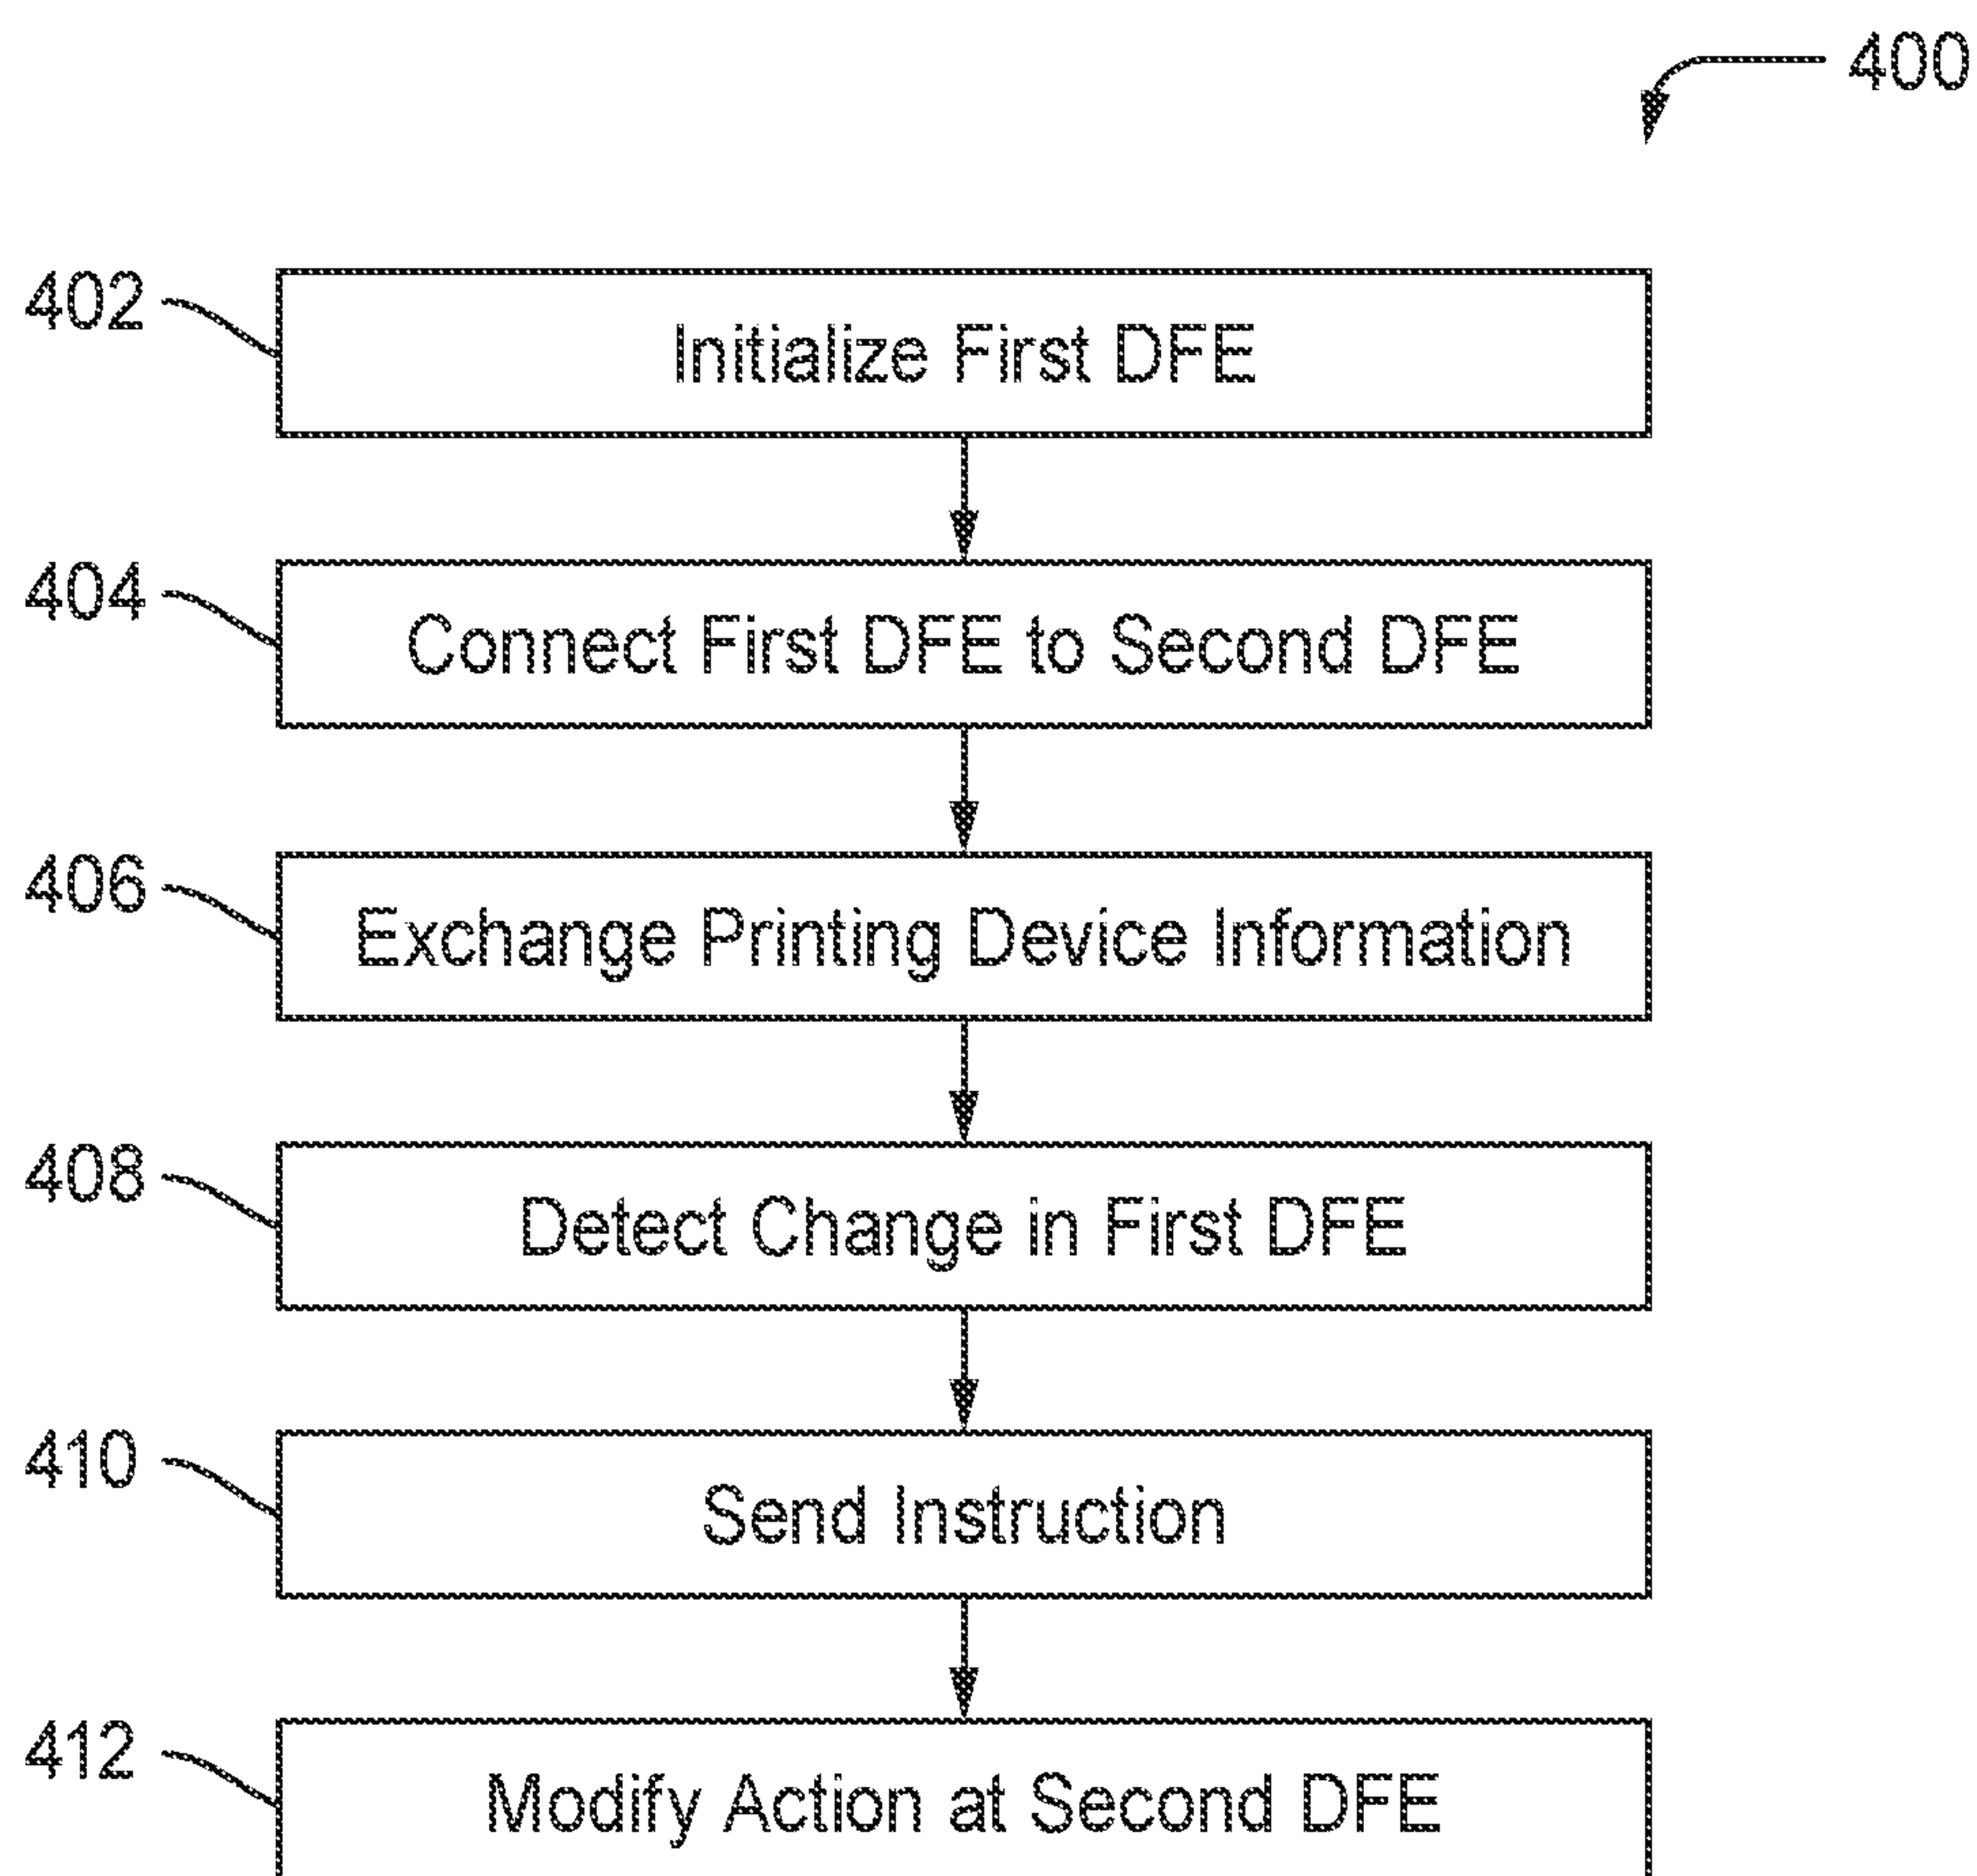 400
402
Initialize First DFE
404
Connect First DFE to Second DFE
406
Exchange Printing Device Information
408
Detect Change in First DFE
410
Send Instruction
412
Modify Action at Second DFE